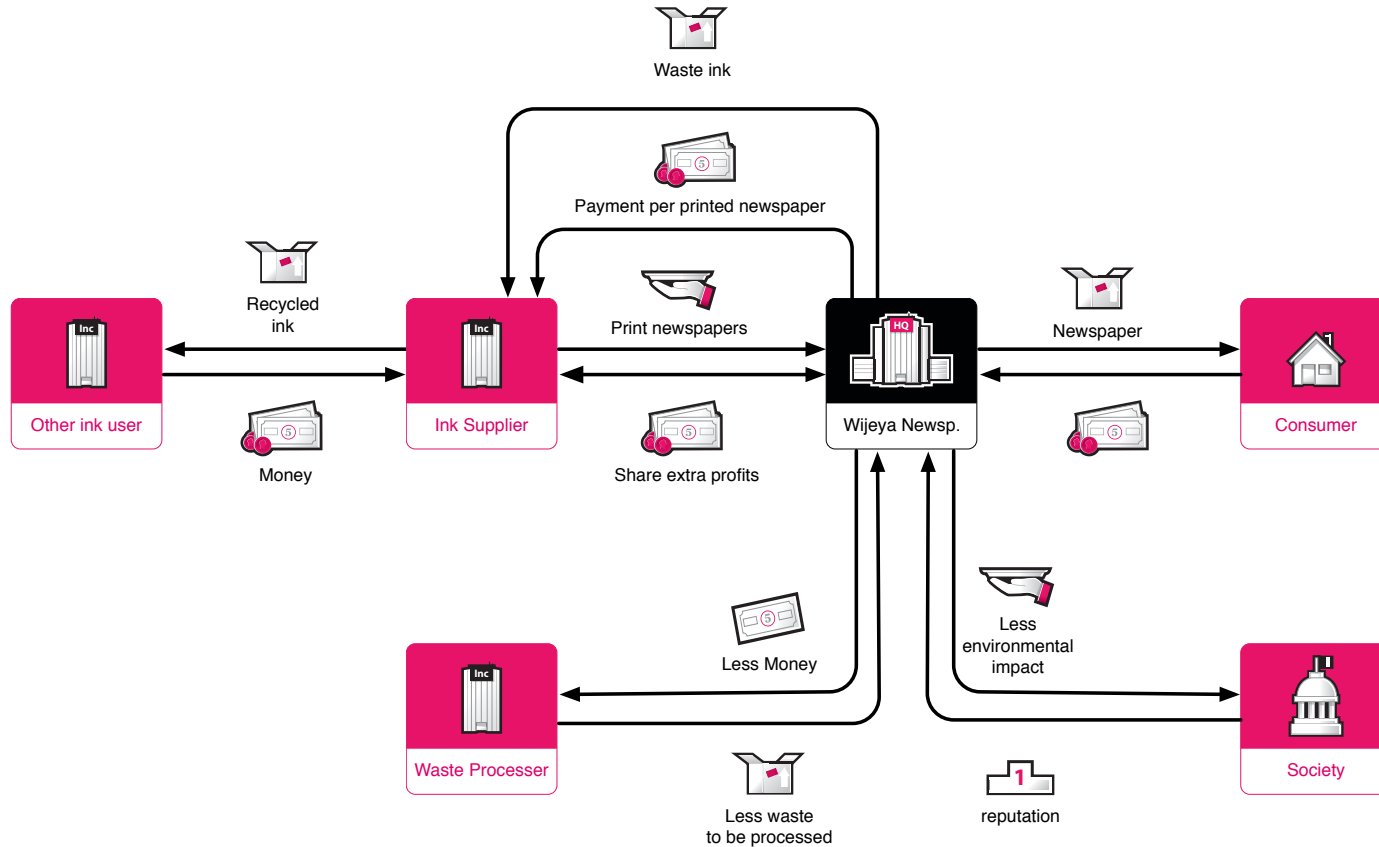 Waste ink
5
Payment per printed newspaper
Recycled
ink
Print newspapers
Newspaper
Inc
Other ink user
Inc
Ink Supplier
HQ
Wijeya Newsp.
1
Consumer
5
Money
5
Share extra profits
5
5
Less Money
Less
environmental
impact
Inc
Waste Processer
Society
Less waste
to be processed
1
reputation